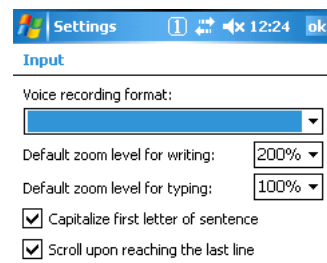 Settings 1 12:24 ok
Input
Voice recording format:
Default zoom level for writing: 200%
Default zoom level for typing: 100%
Capitalize first letter of sentence
Scroll upon reaching the last line